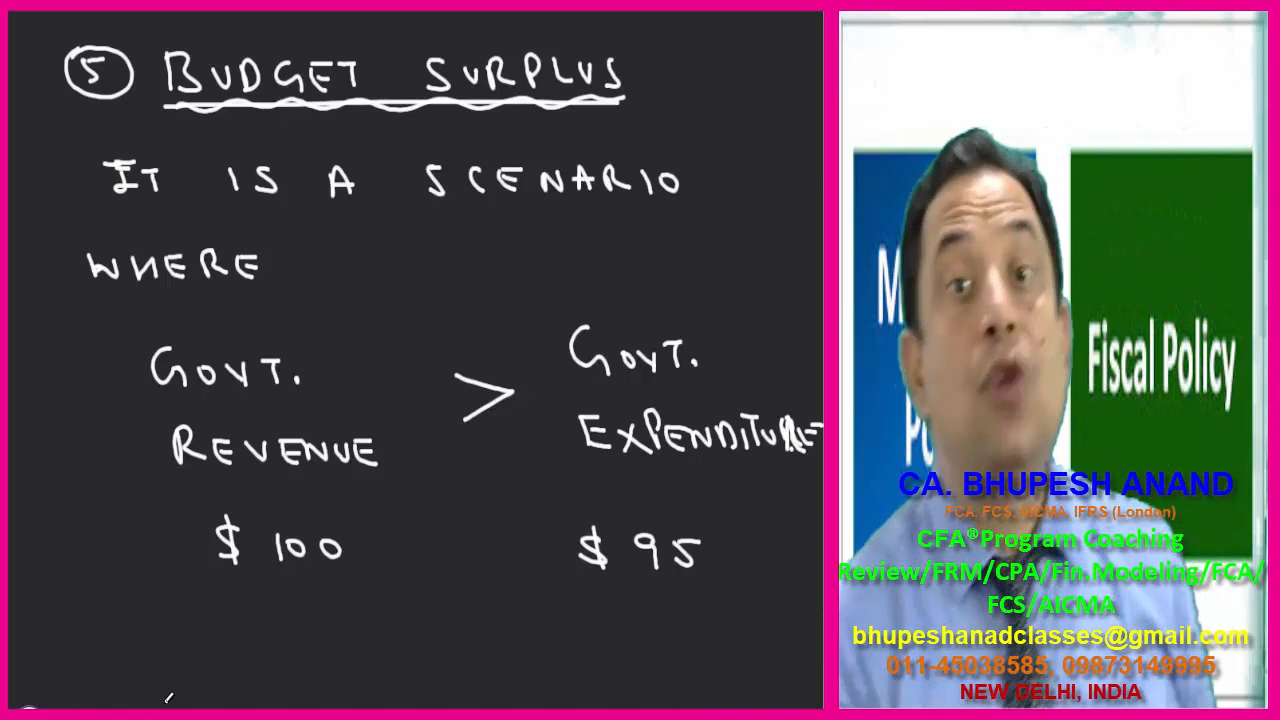 5 BUDGET SURPLUS
IT IS A SCENARIO
WHERE
GOVT. > GOVT.
REVENUE EXPENDITURE
$ 100 $ 95
M
Fiscal Policy
CA. BHUPESH ANAND
FCA. FCS. AICMA. IFRS (London)
CFA®Program Coaching
Review/FRM/CPA/Fin.Modeling/FCA/
FCS/AICMA
bhupeshanadclasses@gmail.com
011-45038585, 09873149995
NEW DELHI, INDIA